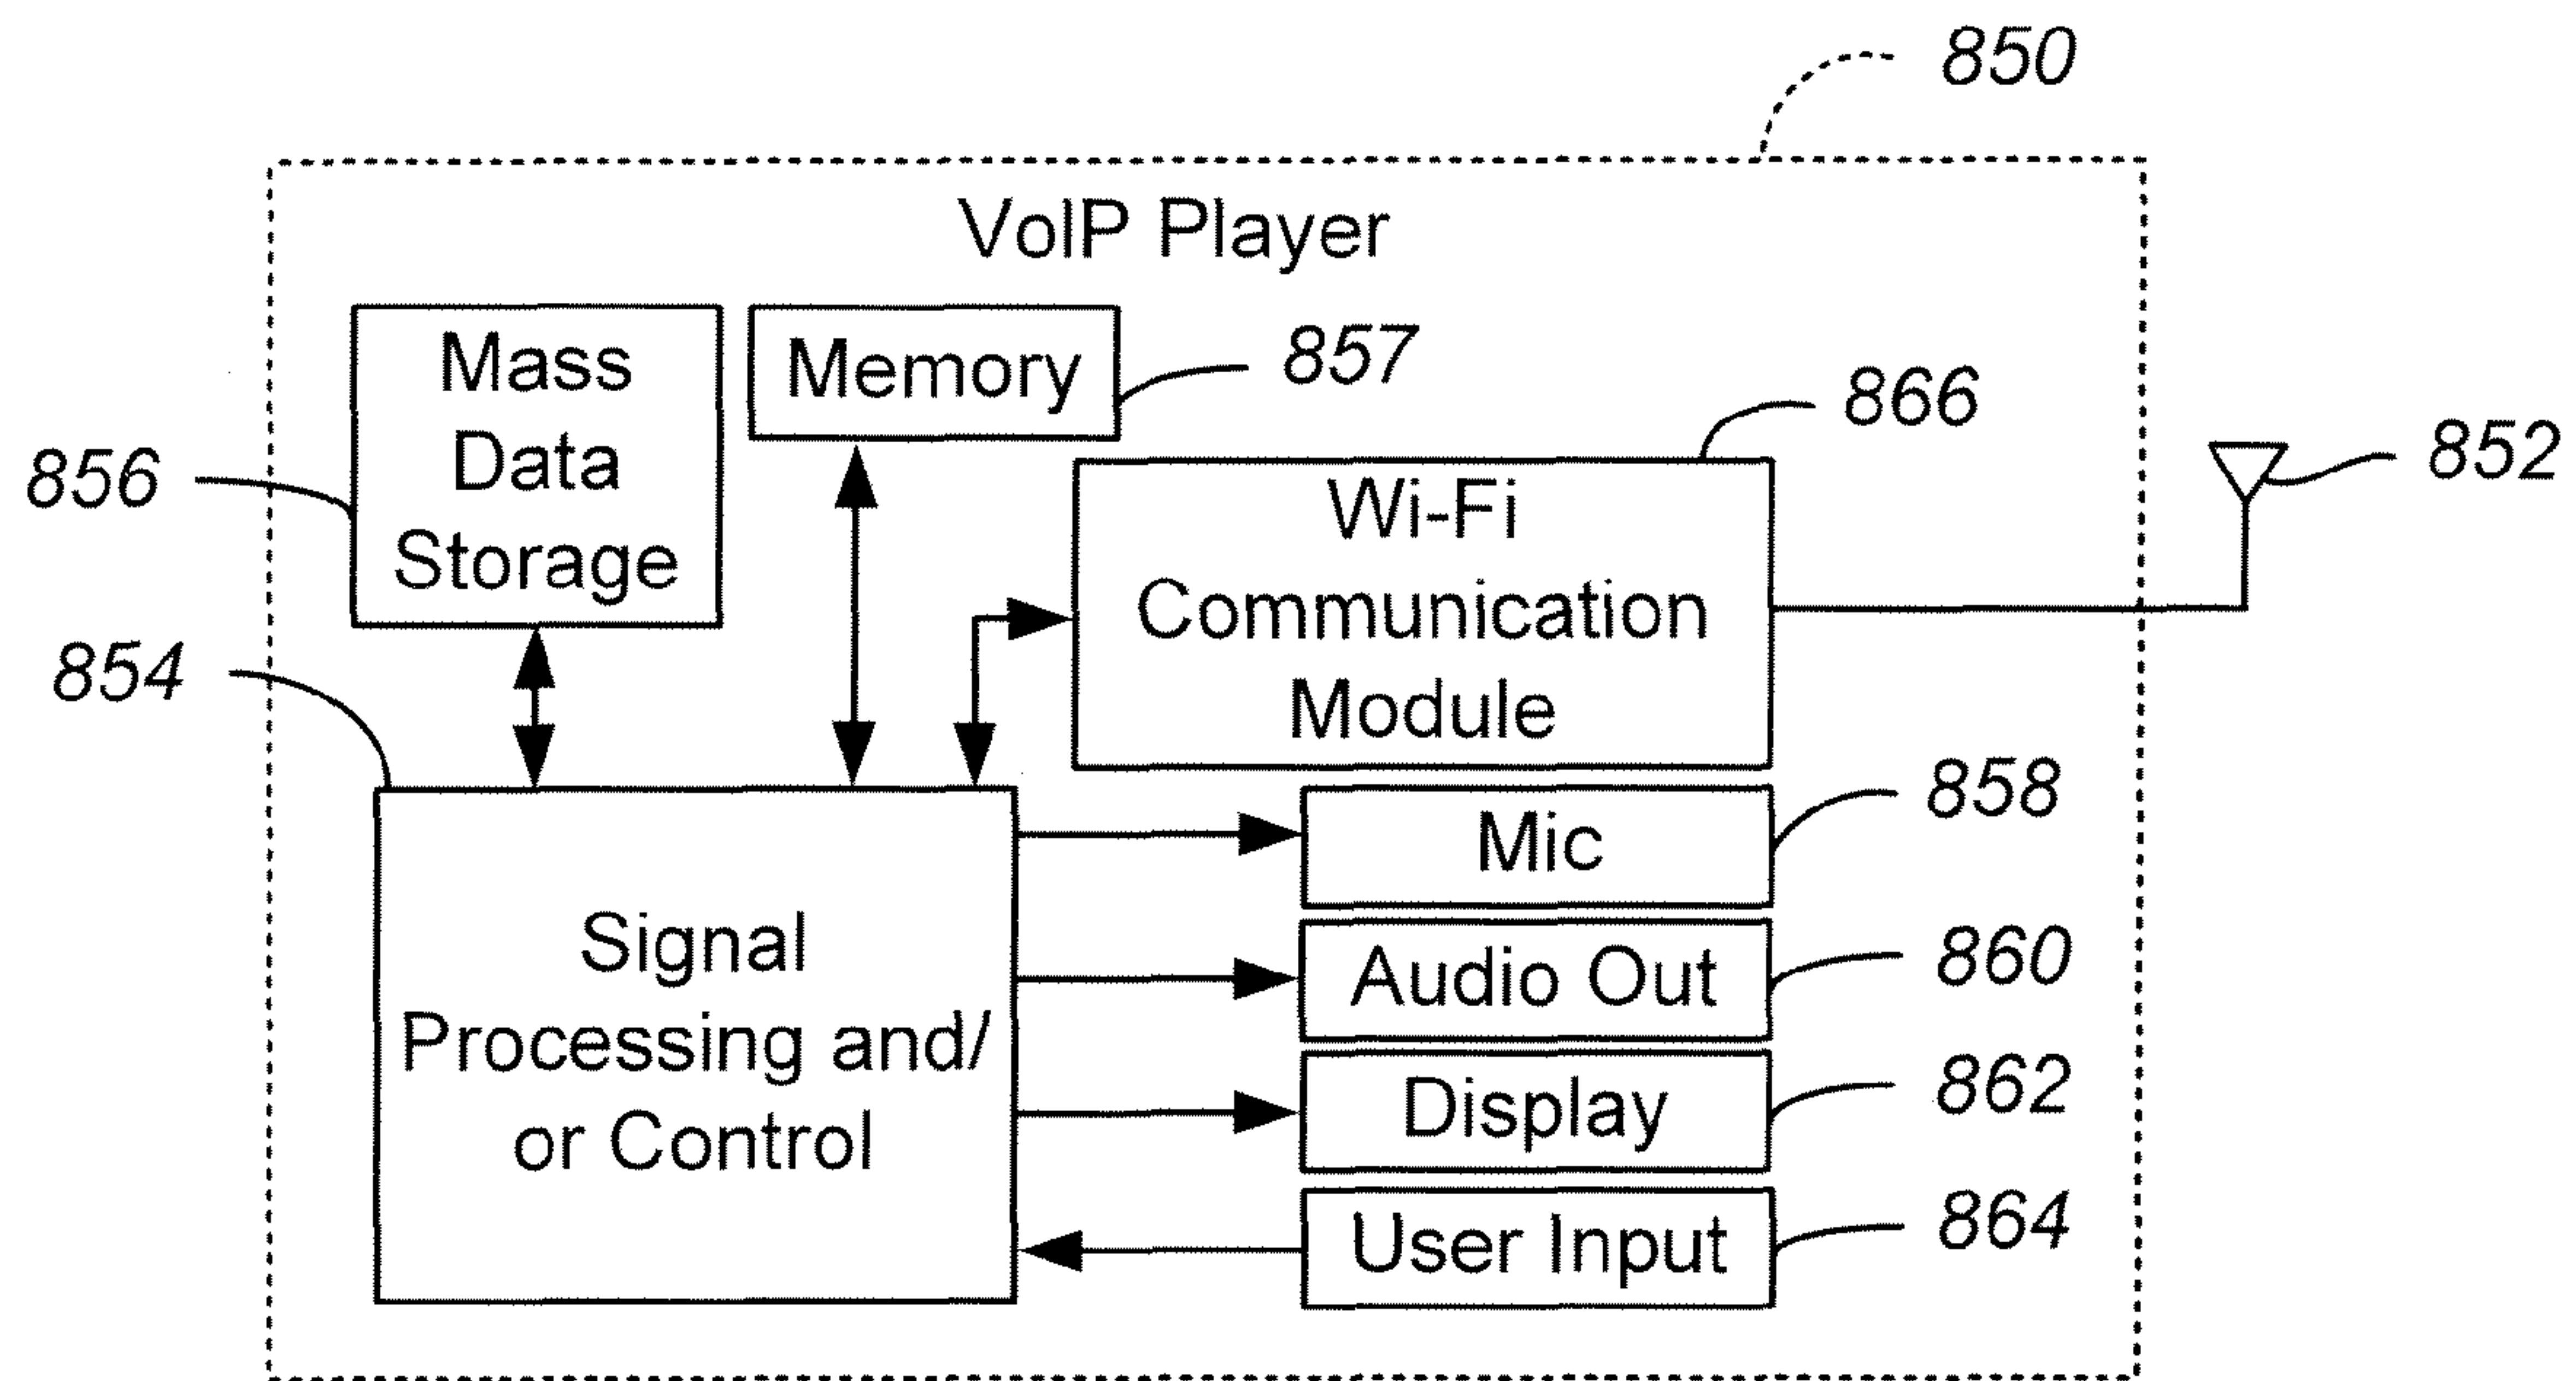 850
VoIP Player
Mass
Data
Storage
Memory
857
866
856
Wi-Fi
Communication
Module
852
854
Signal
Processing and/
or Control
Mic
858
Audio Out
860
Display
862
User Input
864